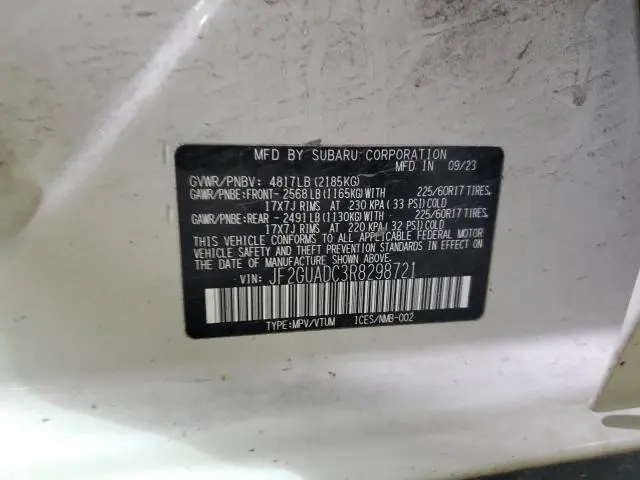 MFD BY SUBARU CORPORATION
MFD IN 09/23
GVWR/PNBV: 4817LB(2185KG)
GAWR/PNBE:FRONT-2568LB(1165KG)WITH 225/60R17 TIRES,
17X7J RIMS AT 230 KPA(33 PSI)COLD
GAWR/PNBE:REAR -2491LB(1130KG)WITH 225/60R17 TIRES,
17X7J RIMS AT 220 KPA(32 PSI)COLD
THIS VEHICLE CONFORMS TO ALL APPLICABLE FEDERAL MOTOR
VEHICLE SAFETY AND THEFT PREVENTION STANDARDS IN EFFECT ON
THE DATE OF MANUFACTURE SHOWN ABOVE.
VIN: JF2GUADC3R8298721
TYPE:MPV/VTUM ICES/NMB-002